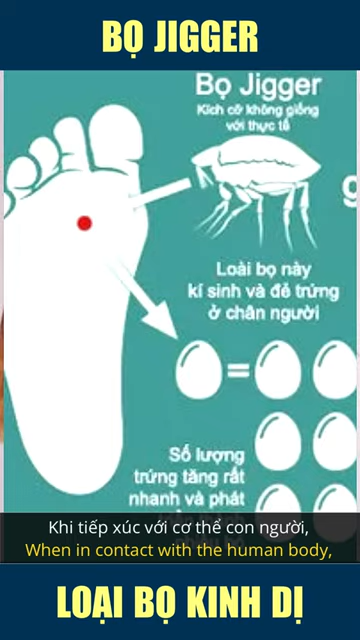 BỌ JIGGER
Bọ Jigger
Kích cỡ không giống
với thực tế
g
Loài bọ này
kí sinh và đẻ trứng
ở chân người
=
Số lượng
trứng tăng rất
nhanh và phát
Khi tiếp xúc với cơ thể con người,
When in contact with the human body,
LOẠI BỌ KINH DỊ